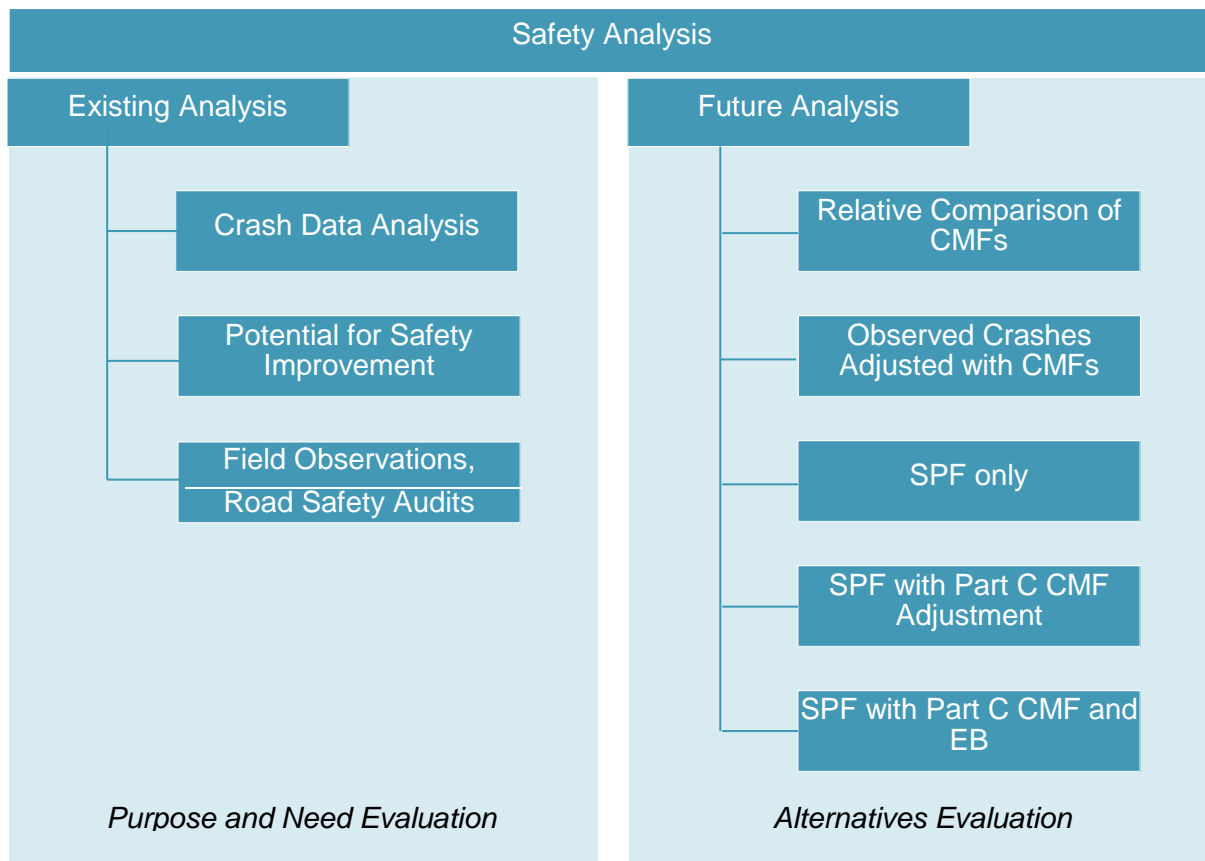 Safety Analysis
Existing Analysis
Crash Data Analysis
Potential for Safety
Improvement
Field Observations,
Road Safety Audits
Purpose and Need Evaluation
Future Analysis
Relative Comparison of
CMFs
Observed Crashes
Adjusted with CMFs
SPF only
SPF with Part C CMF
Adjustment
SPF with Part C CMF and
EB
Alternatives Evaluation